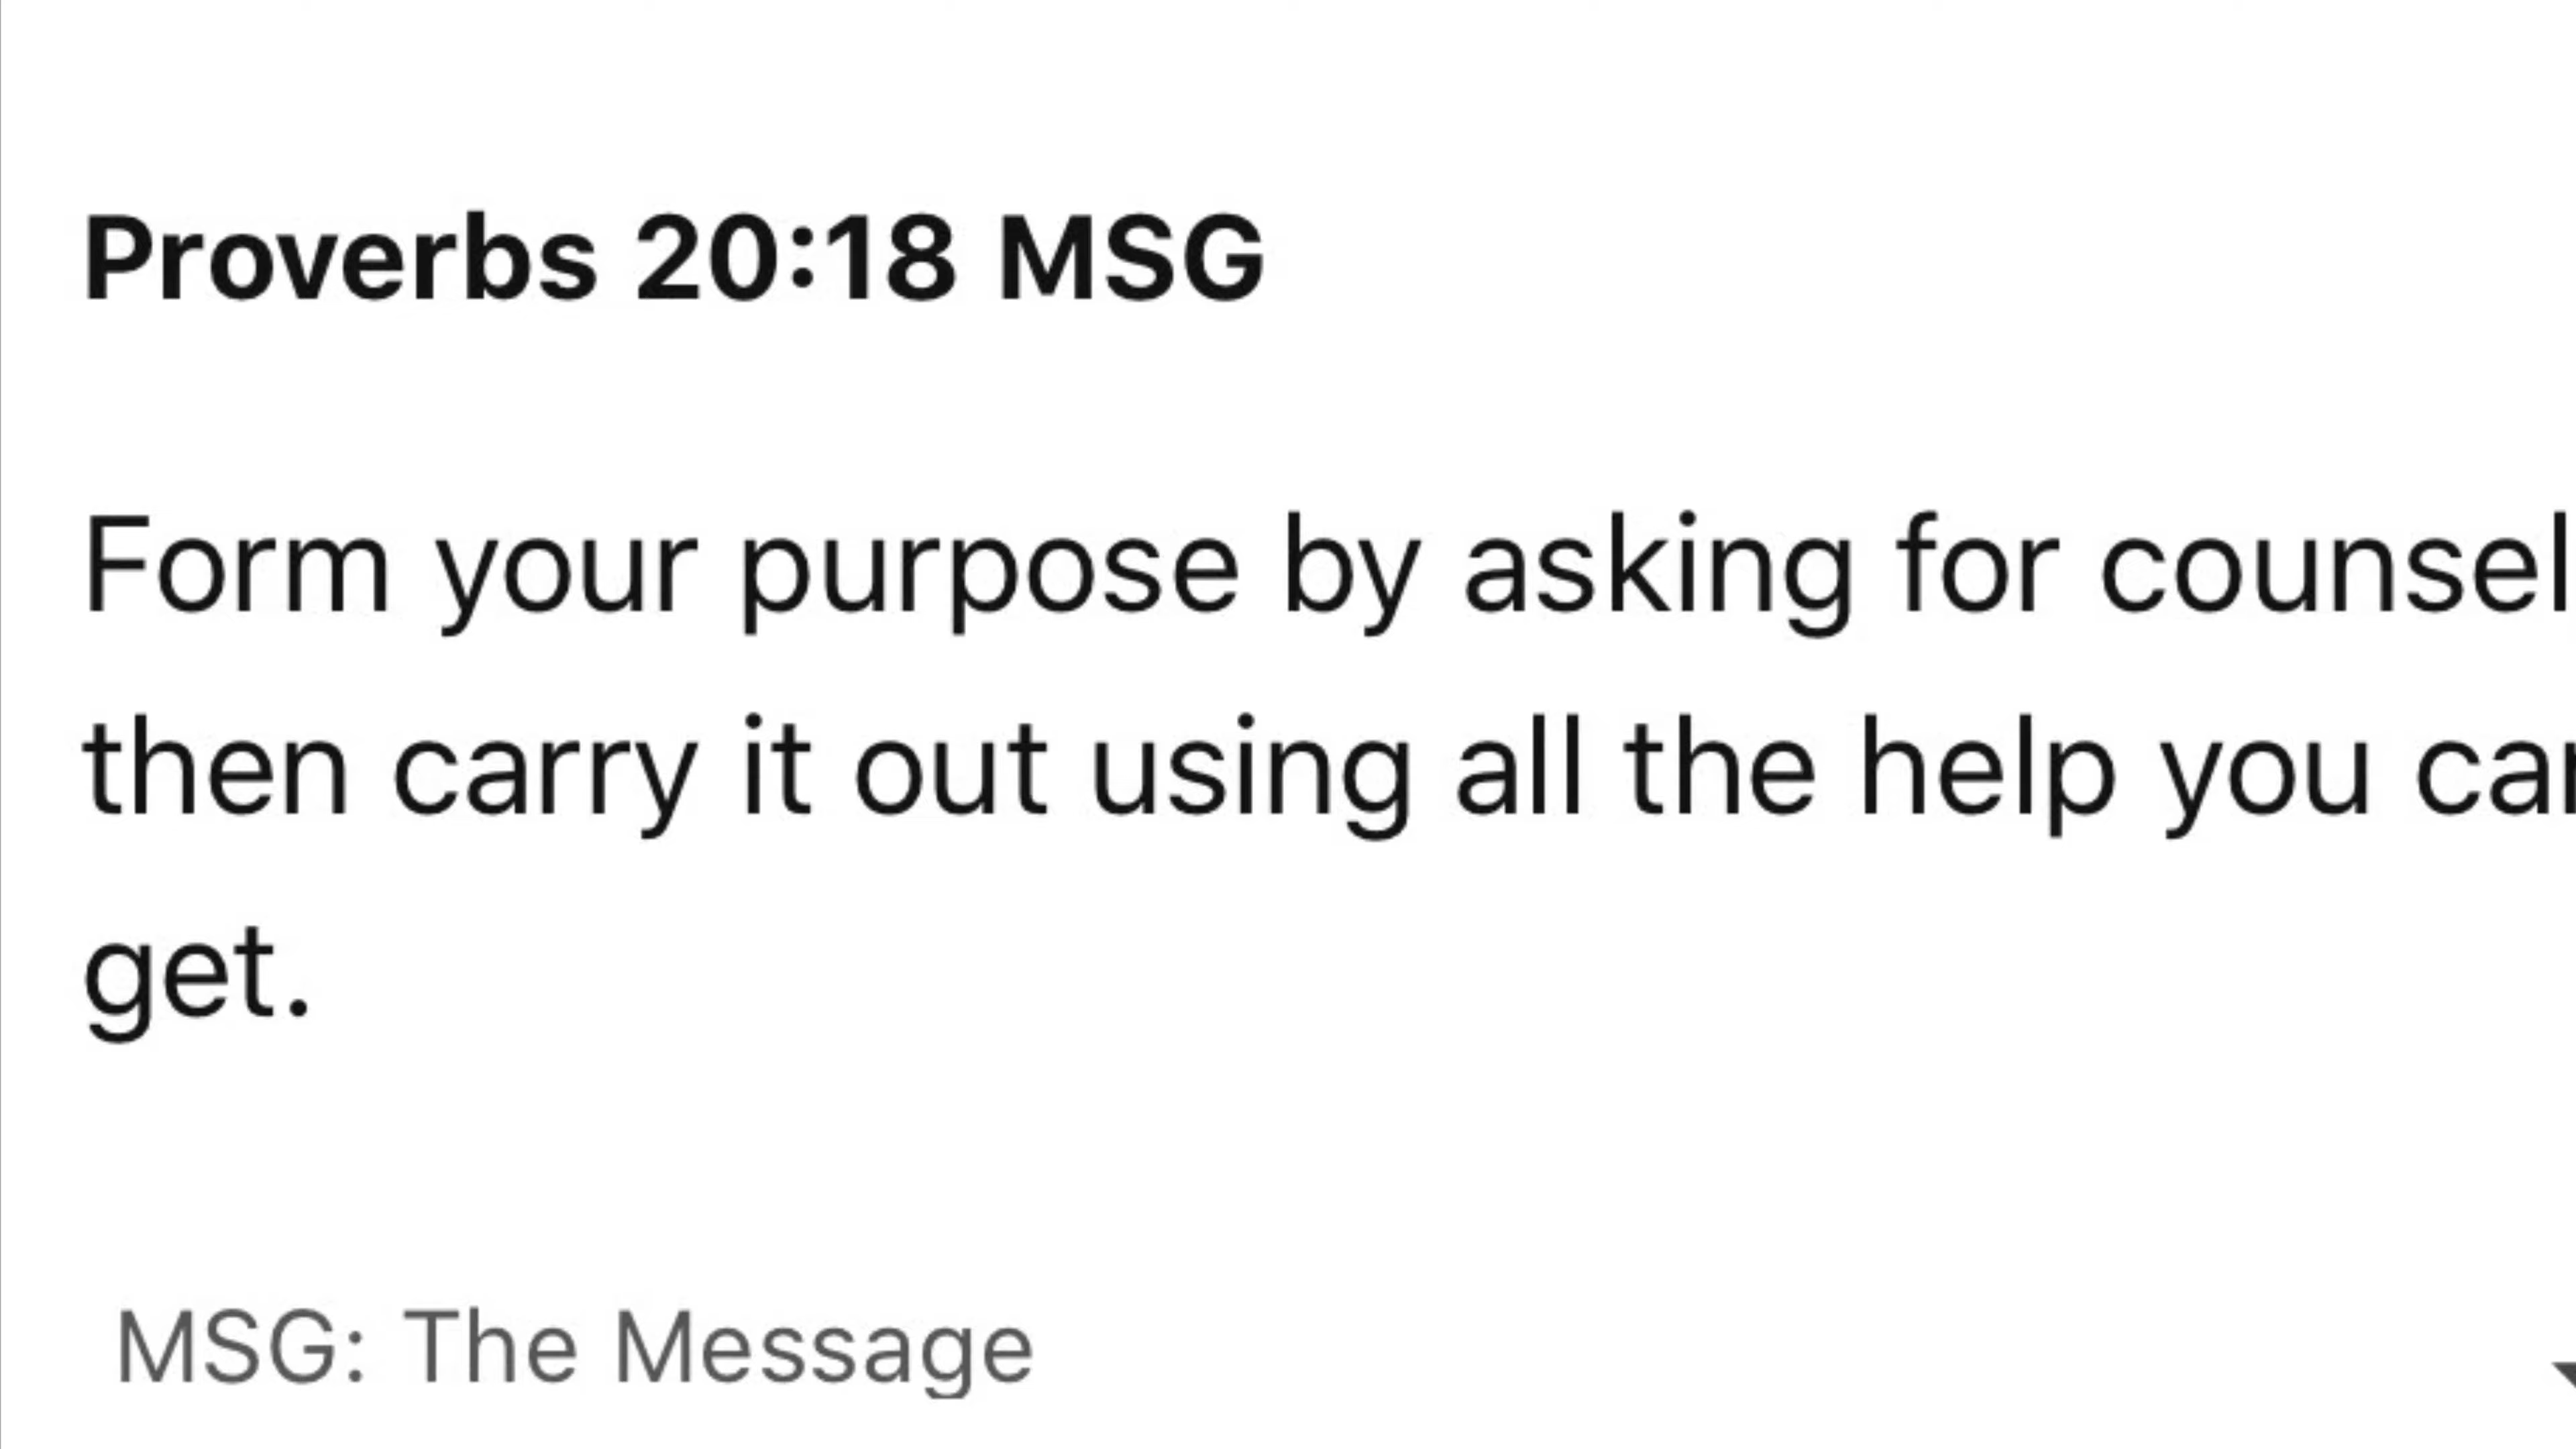 Proverbs 20:18 MSG
Form your purpose by asking for counsel
then carry it out using all the help you can
get.
MSG: The Message